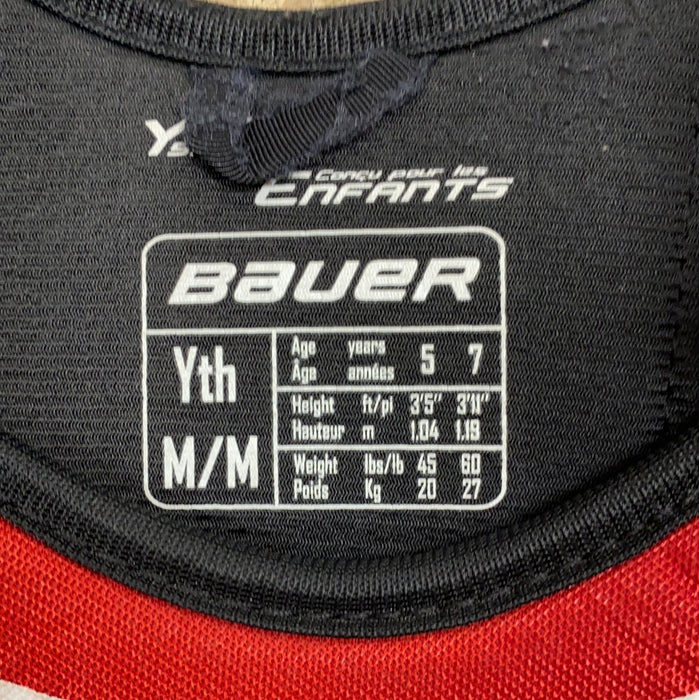 Conçu pour les
ENFANTS
BAUER
Yth
M/M
Age years 5 7
Âge années
Height ft/pi 3'5" 3'11"
Hauteur m 1.04 1.19
Weight lbs/lb 45 60
Poids Kg 20 27